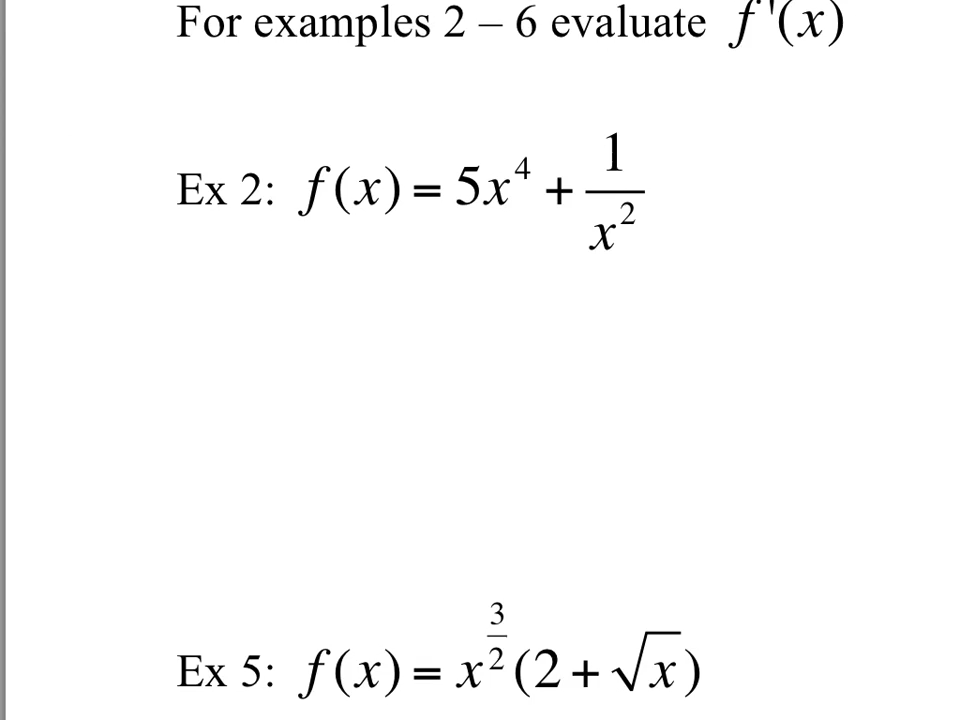 For examples 2 – 6 evaluate f '(x)
Ex 2: f(x) = 5x⁴ + 1/x²
Ex 5: f(x) = x^(3/2)(2 + √x)